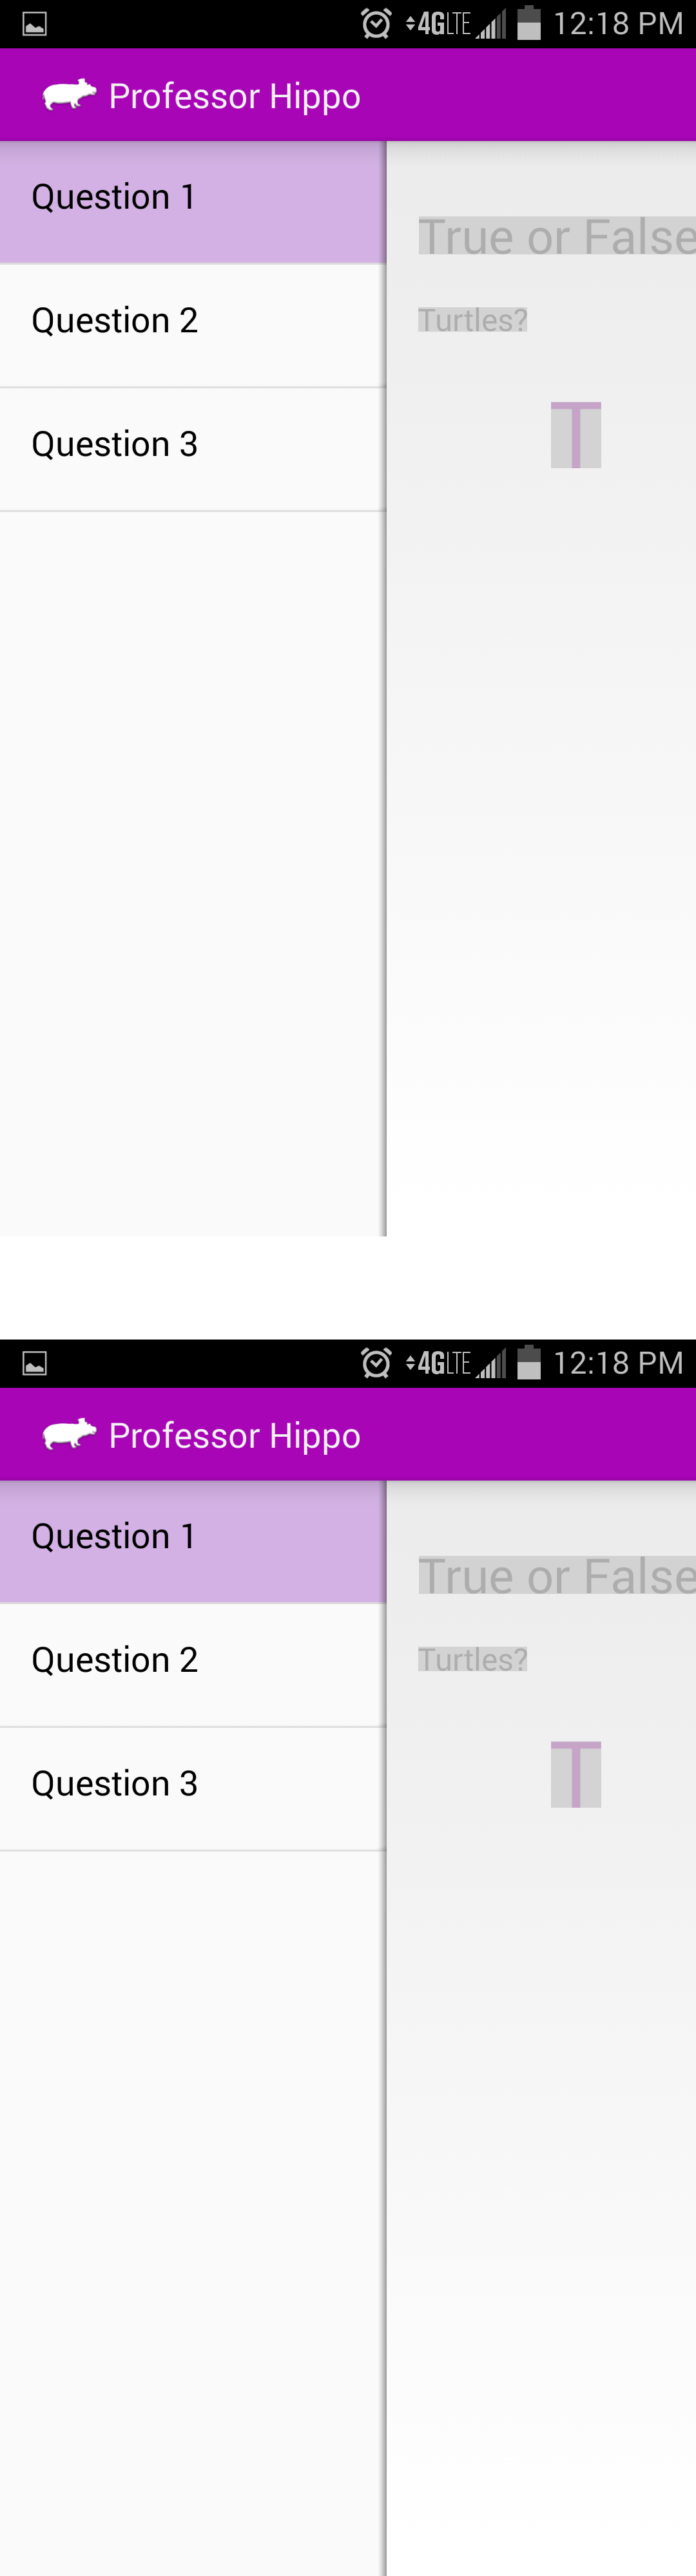 4G LTE 12:18 PM
Professor Hippo
Question 1
True or False
Question 2
Turtles?
Question 3
T
4G LTE 12:18 PM
Professor Hippo
Question 1
True or False
Question 2
Turtles?
Question 3
T